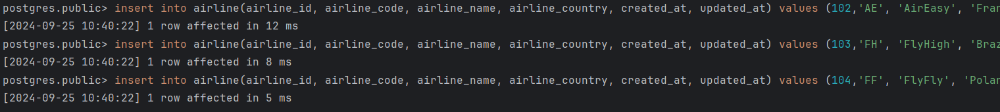 postgres.public> insert into airline(airline_id, airline_code, airline_name, airline_country, created_at, updated_at) values (102,'AE', 'AirEasy', 'Fran
[2024-09-25 10:40:22] 1 row affected in 12 ms
postgres.public> insert into airline(airline_id, airline_code, airline_name, airline_country, created_at, updated_at) values (103,'FH', 'FlyHigh', 'Braz
[2024-09-25 10:40:22] 1 row affected in 8 ms
postgres.public> insert into airline(airline_id, airline_code, airline_name, airline_country, created_at, updated_at) values (104,'FF', 'FlyFly', 'Polan
[2024-09-25 10:40:22] 1 row affected in 5 ms